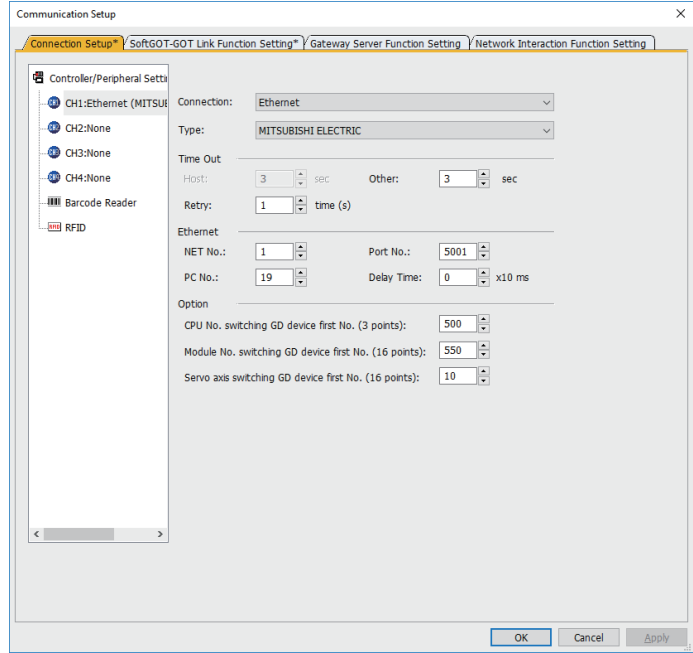 Communication Setup
Connection Setup* SoftGOT-GOT Link Function Setting* Gateway Server Function Setting Network Interaction Function Setting
Controller/Peripheral Setti
CH1:Ethernet (MITSUB
CH2:None
CH3:None
CH4:None
Barcode Reader
RFID
Connection: Ethernet
Type: MITSUBISHI ELECTRIC
Time Out
Host: 3 sec Other: 3 sec
Retry: 1 time (s)
Ethernet
NET No.: 1 Port No.: 5001
PC No.: 19 Delay Time: 0 x10 ms
Option
CPU No. switching GD device first No. (3 points): 500
Module No. switching GD device first No. (16 points): 550
Servo axis switching GD device first No. (16 points): 10
OK Cancel Apply